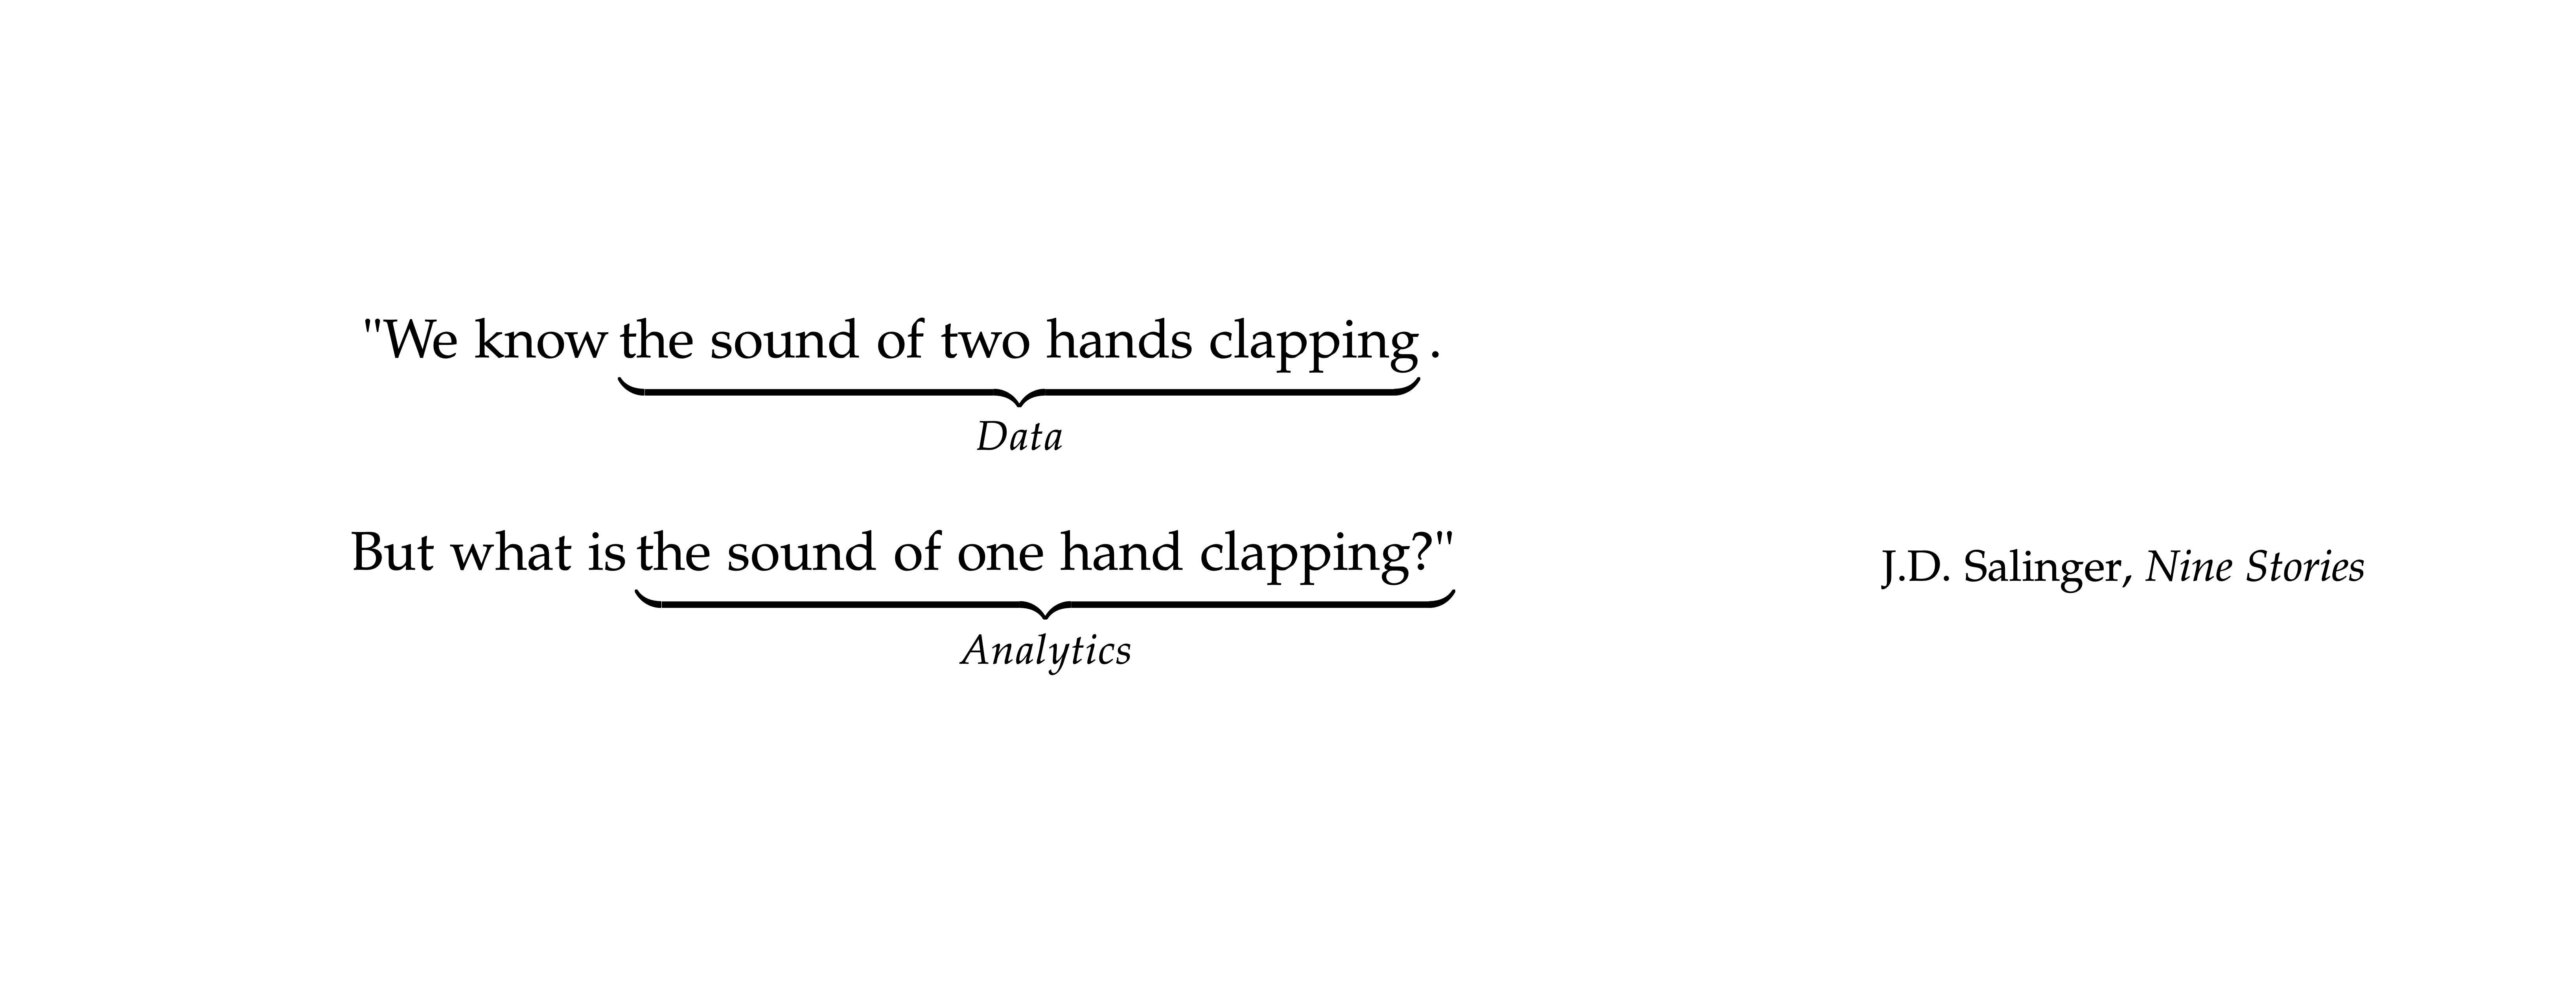 "We know the sound of two hands clapping .
Data
But what is the sound of one hand clapping?"
Analytics
J.D. Salinger, Nine Stories